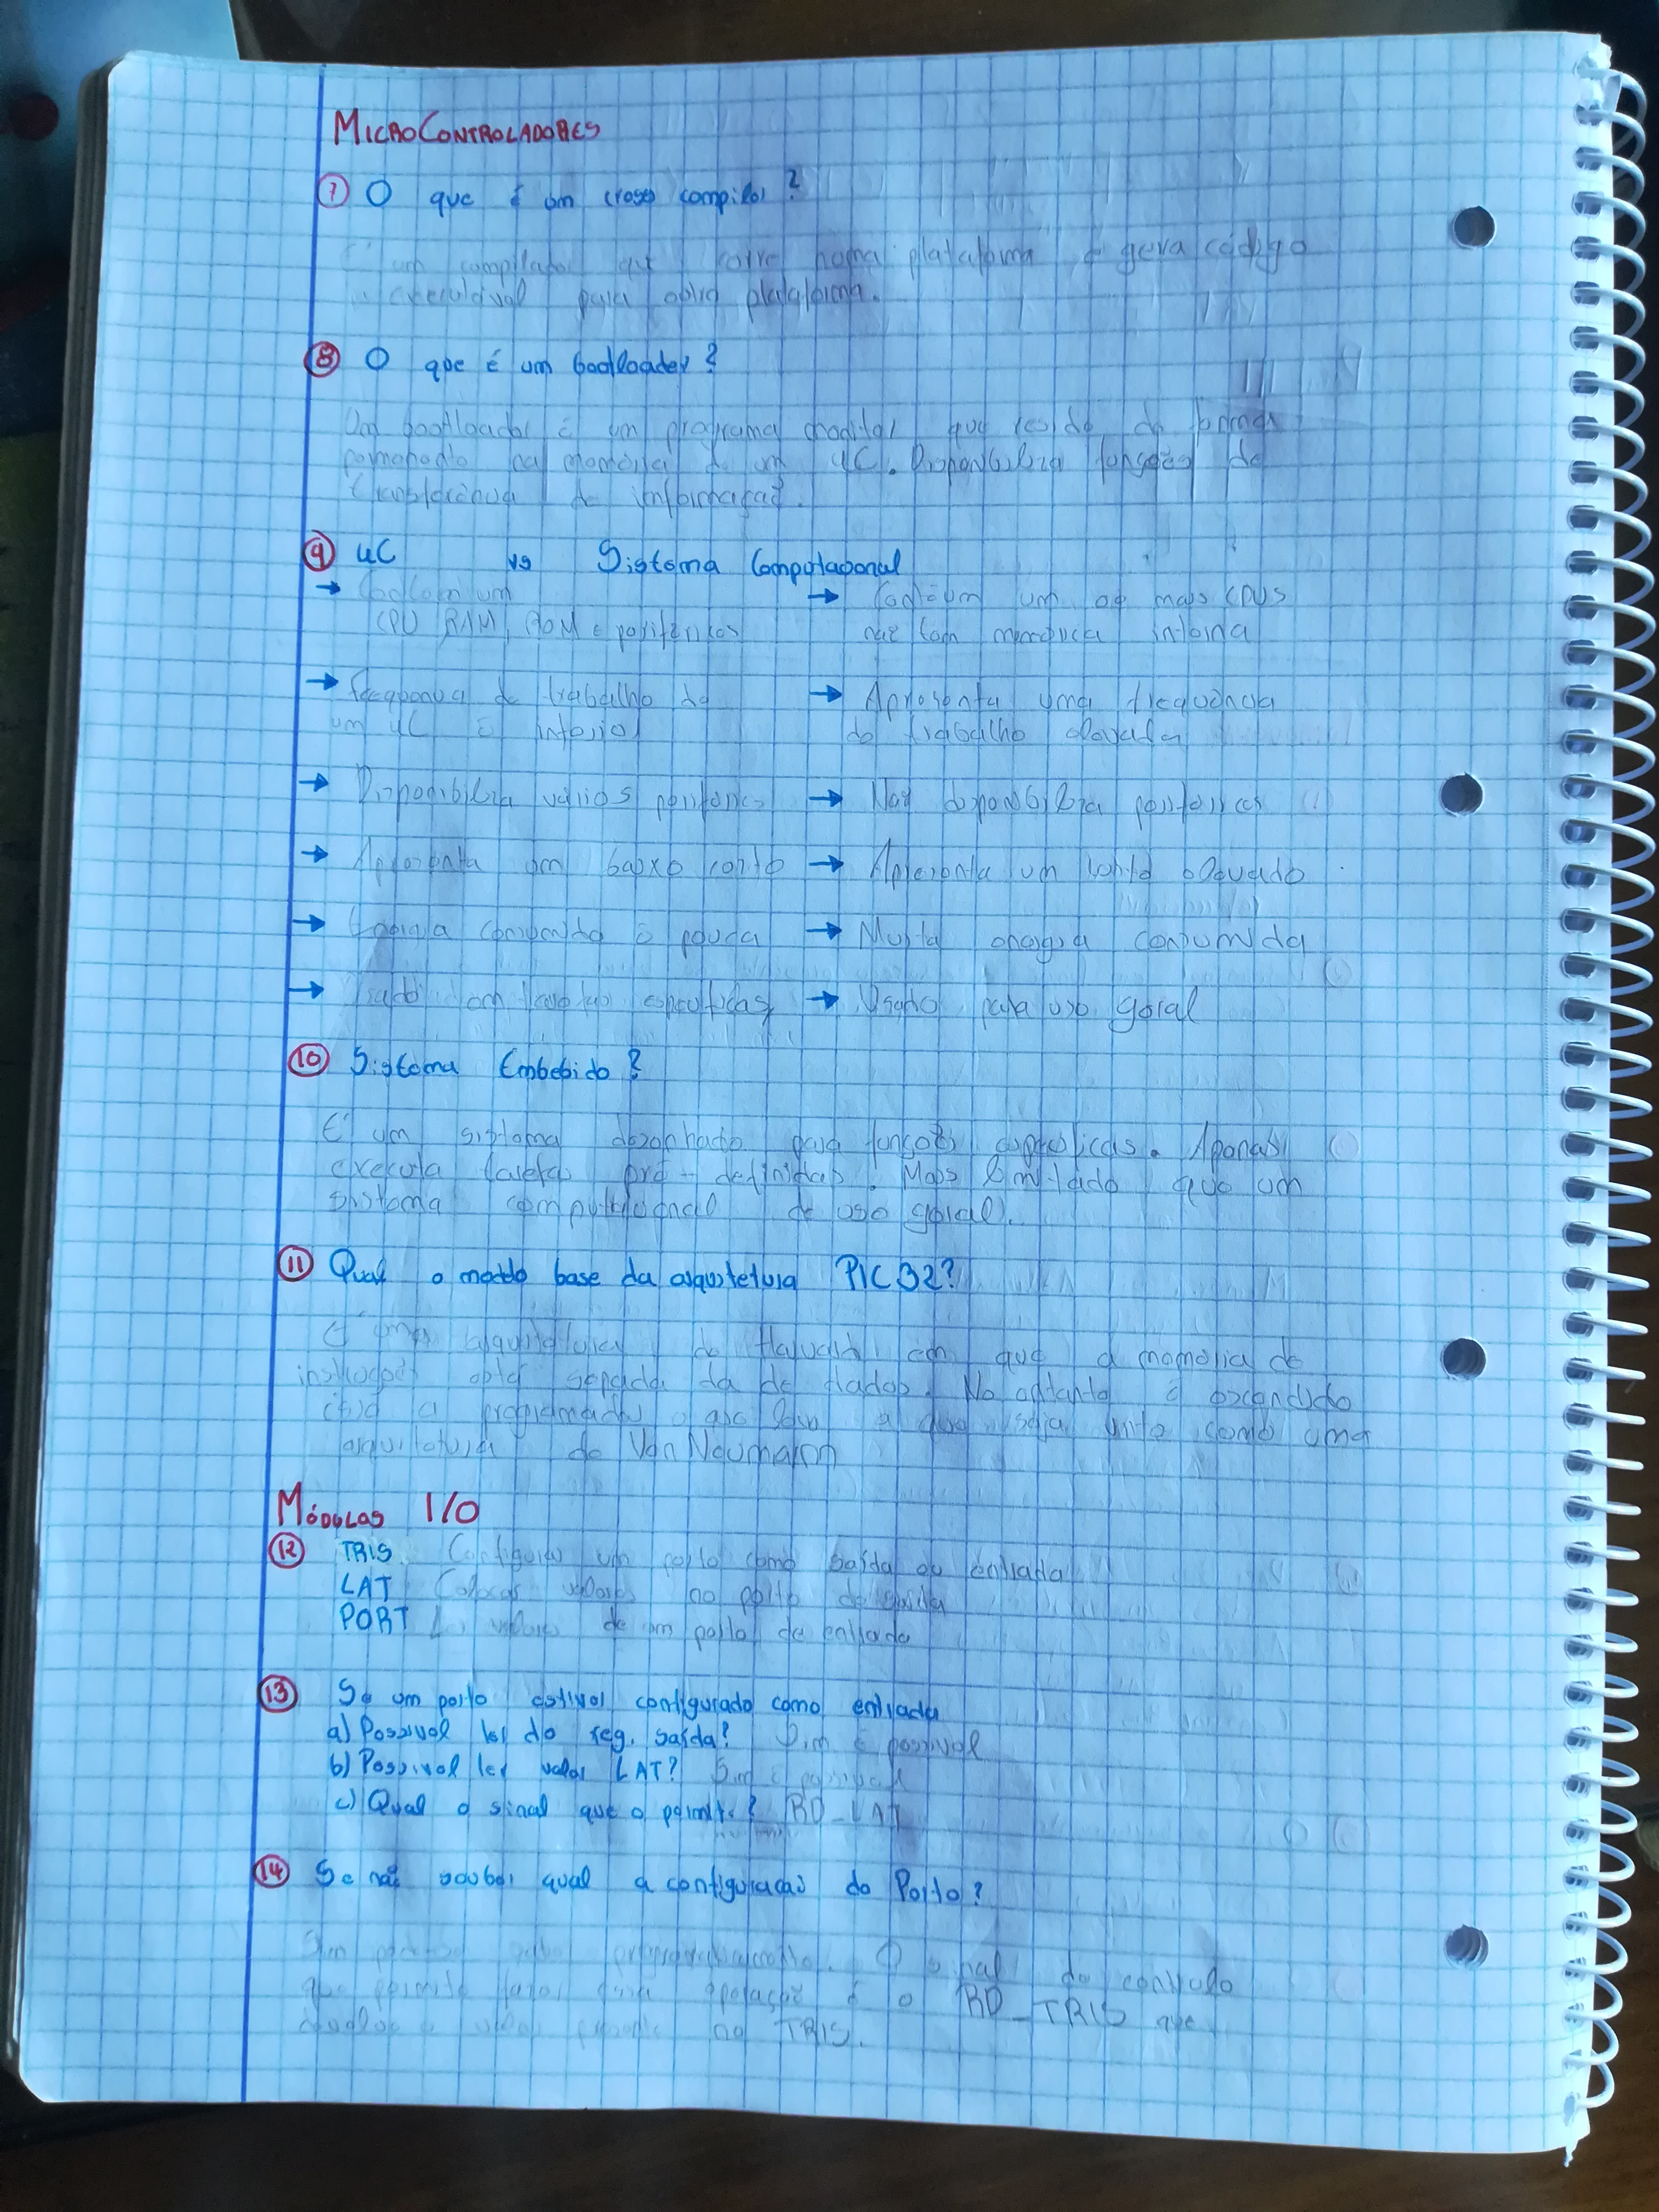 MICROCONTROLADORES
7 O que é um cross compiler?
É um compilador que corre numa plataforma e gera código
executável para outra plataforma.
8 O que é um bootloader?
Um bootloader é um programa monitor que reside de forma
permanente na memória de um uC. Disponibiliza funções de
transferência de informação.
9 uC vs Sistema Computacional
→ Contém um → Contém um ou mais CPUS
CPU RAM, ROM e periféricos não tem memória interna
→ Frequência de trabalho de → Apresenta uma frequência
um uC é inferior de trabalho elevada
→ Disponibiliza vários periféricos → Não disponibiliza periféricos
→ Apresenta um baixo custo → Apresenta um custo elevado
→ Energia consumida é pouca → Muita energia consumida
→ Usado em tarefas específicas → Usado para uso geral
10 Sistema Embebido?
É um sistema desenhado para funções específicas. Apenas
executa tarefas pré-definidas. Mais limitado que um
sistema computacional de uso geral.
11 Qual o modelo base da arquitetura PIC32?
É uma arquitetura de Harvard em que a memória de
instruções está separada da de dados. No entanto é escondido
a programador o que leva a que seja visto como uma
arquitetura de Von Neumann
MÓDULOS I/O
12 TRIS Configurar um porto como saída ou entrada
LAT Colocar valores no porto de saída
PORT Ler valores de um porto de entrada
13 Se um porto estiver configurado como entrada
a) Possivel ler do reg. saída? Sim é possivel
b) Possivel ler valor LAT? Sim é possivel
c) Qual o sinal que o permite? RD_LAT
14 Se não souber qual a configuração do Porto?
Sim O sinal de controlo
que permite fazer essa operação é o RD_TRIS que
devolve o valor presente no TRIS.